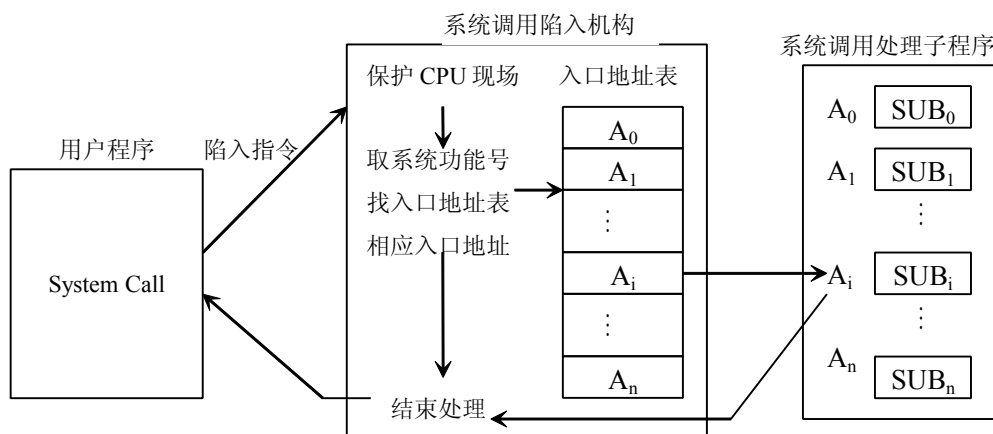 系统调用陷入机构
系统调用处理子程序
保护 CPU 现场
入口地址表
用户程序
陷入指令
取系统功能号
找入口地址表
相应入口地址
结束处理
System Call
A₀
A₁
⋮
Aᵢ
⋮
Aₙ
A₀ SUB₀
A₁ SUB₁
⋮
Aᵢ SUBᵢ
⋮
Aₙ SUBₙ